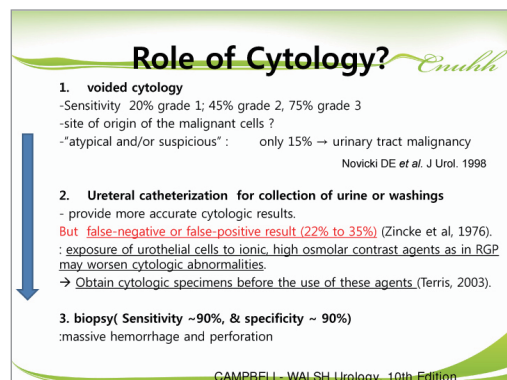 Role of Cytology?
Cnuhh
1. voided cytology
-Sensitivity 20% grade 1; 45% grade 2, 75% grade 3
-site of origin of the malignant cells ?
-"atypical and/or suspicious" : only 15% → urinary tract malignancy
Novicki DE et al. J Urol. 1998
2. Ureteral catheterization for collection of urine or washings
- provide more accurate cytologic results.
But false-negative or false-positive result (22% to 35%) (Zincke et al, 1976).
: exposure of urothelial cells to ionic, high osmolar contrast agents as in RGP
may worsen cytologic abnormalities.
→ Obtain cytologic specimens before the use of these agents (Terris, 2003).
3. biopsy( Sensitivity ~90%, & specificity ~ 90%)
:massive hemorrhage and perforation
CAMPBELL- WALSH Urology, 10th Edition